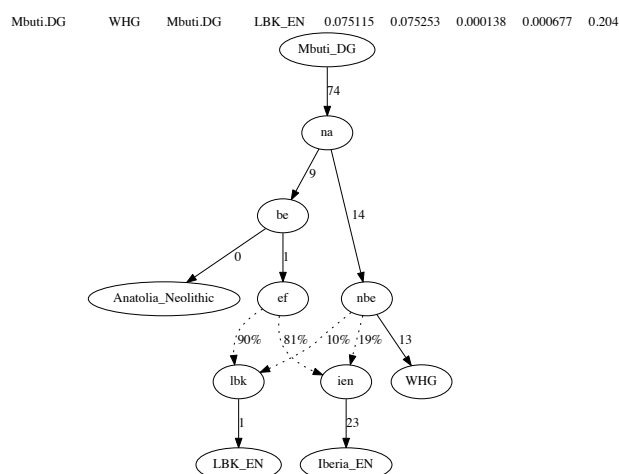 Mbuti.DG WHG Mbuti.DG LBK_EN 0.075115 0.075253 0.000138 0.000677 0.204
Mbuti_DG
74
na
9
14
be
0 1
Anatolia_Neolithic ef nbe
90% 81% 10% 19% 13
lbk ien WHG
1 23
LBK_EN Iberia_EN